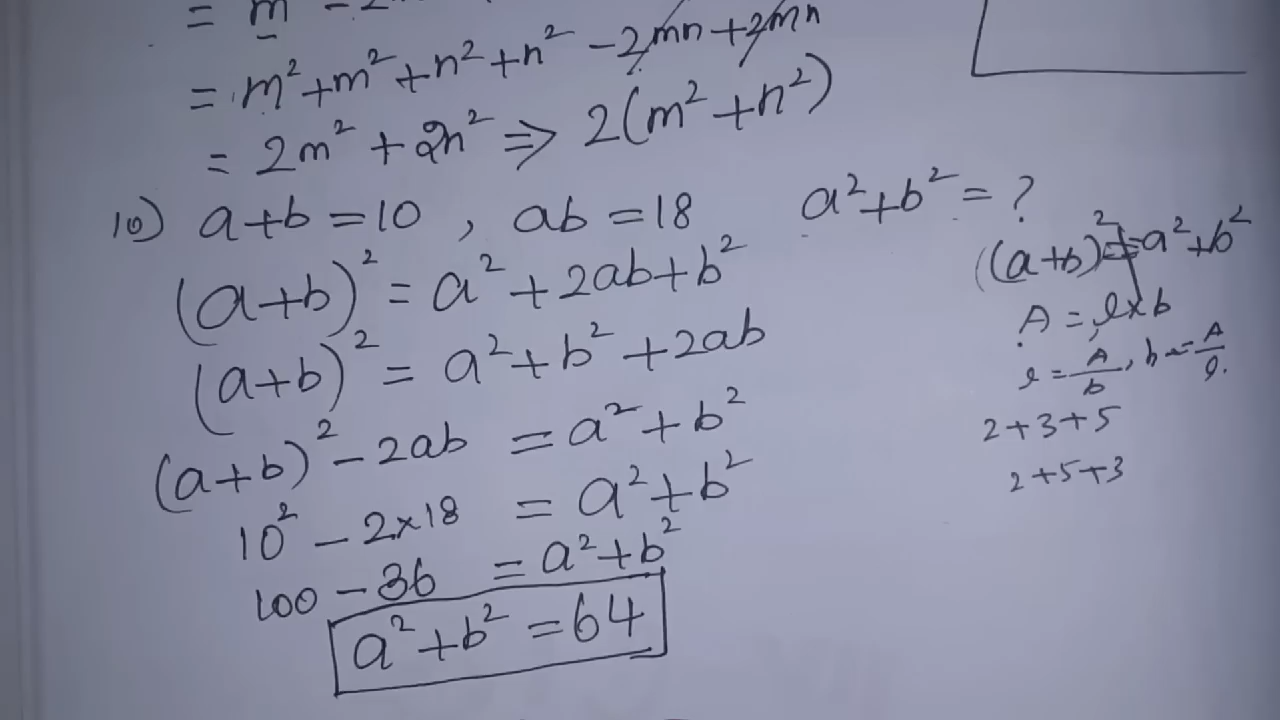 = m² - 2
= m²+m²+n²+n² -2mn+2mn
= 2m² + 2n² ⇒ 2(m²+n²)
10) a+b=10 , ab=18 a²+b²=?
(a+b)² = a²+2ab+b²
(a+b)² = a²+b²+2ab
(a+b)²-2ab = a²+b²
10²-2×18 = a²+b²
100-36 = a²+b²
a²+b²=64
(a+b)²≠a²+b²
A = l×b
l = A/b, b = A/l.
2+3+5
2+5+3